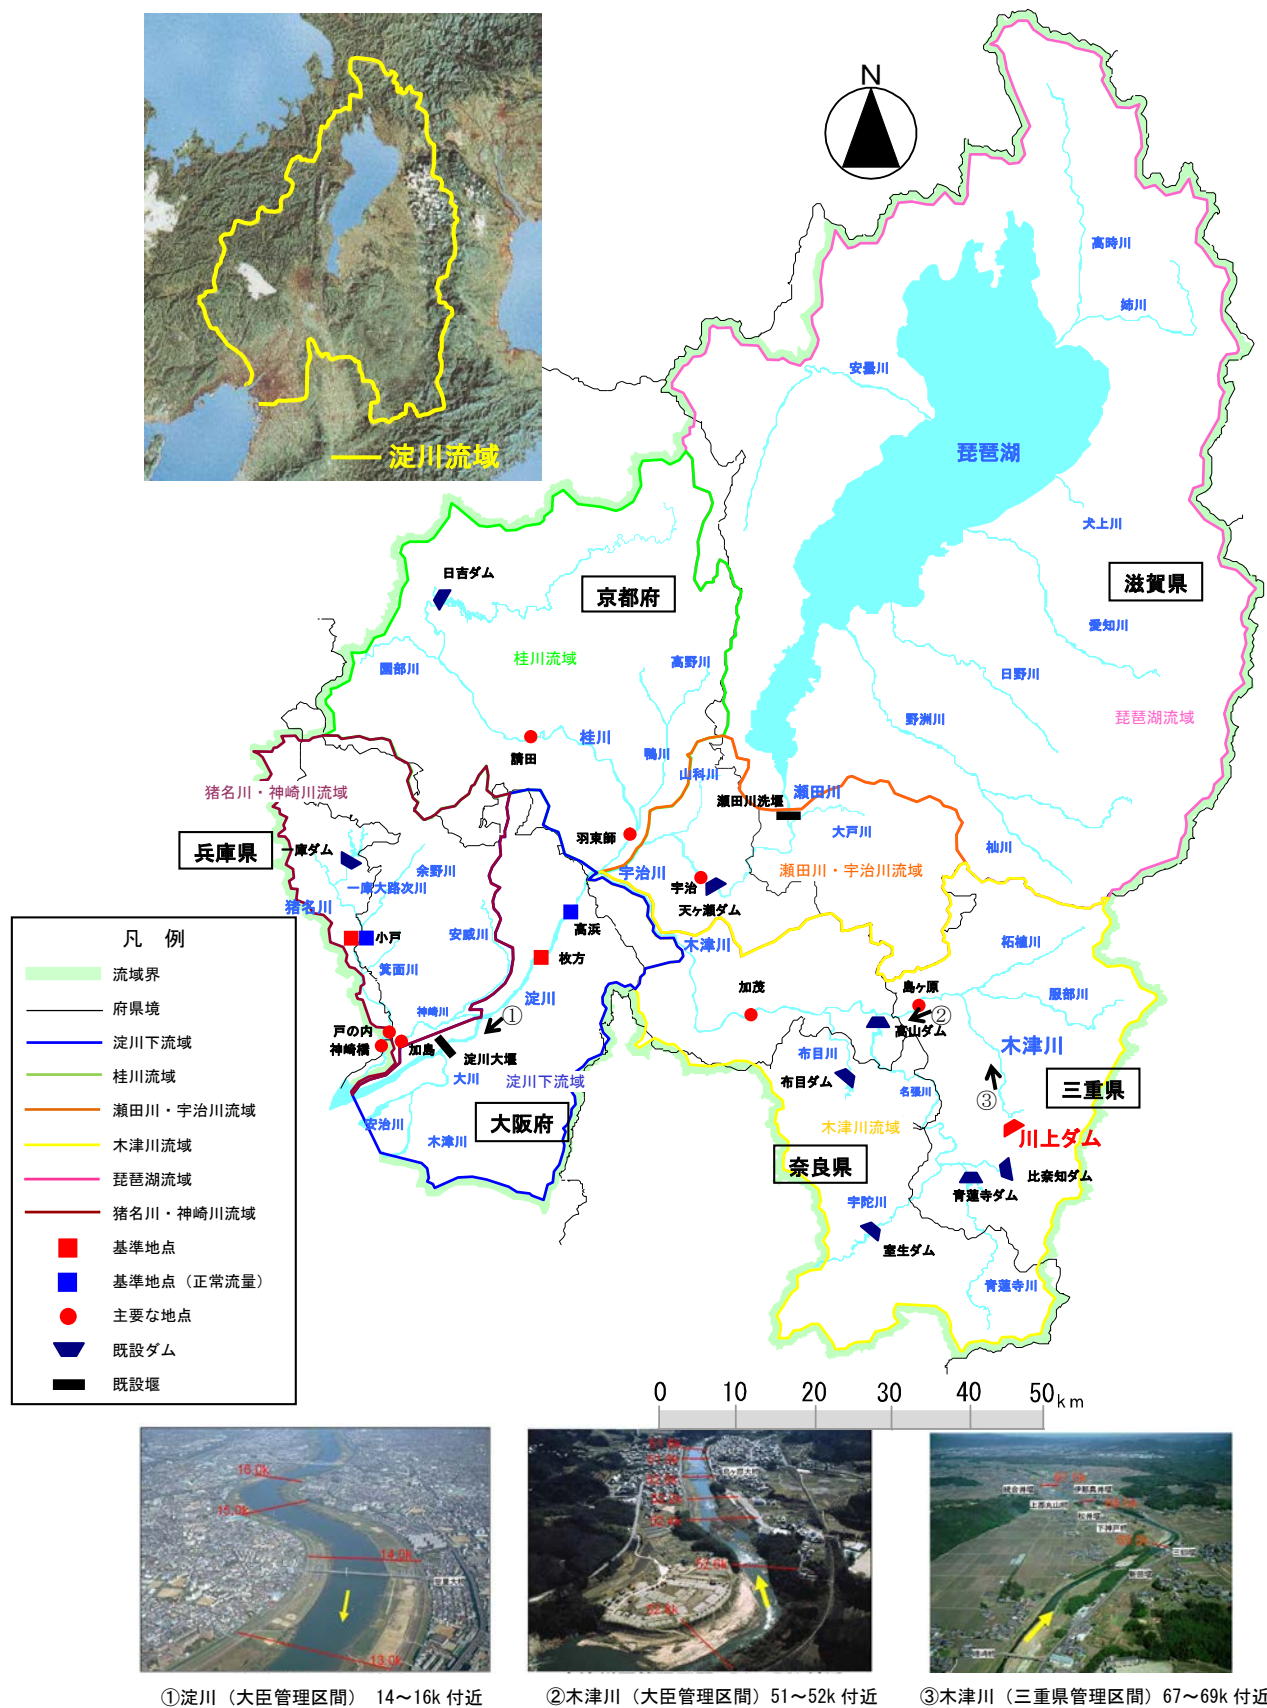 N
淀川流域
高時川
姉川
安曇川
琵琶湖
犬上川
日吉ダム
京都府
滋賀県
愛知川
園部川
桂川流域
高野川
日野川
野洲川
琵琶湖流域
請田
桂川
鴨川
山科川
瀬田川
瀬田川洗堰
猪名川・神崎川流域
大戸川
羽束師
兵庫県
一庫ダム
余野川
杣川
宇治川
瀬田川・宇治川流域
一庫大路次川
宇治
天ヶ瀬ダム
猪名川
高浜
安威川
木津川
柘植川
小戸
枚方
箕面川
加茂
島ヶ原
服部川
淀川
神崎川
①
②
高山ダム
戸の内
神崎橋
加島
淀川大堰
木津川
布目川
大川
淀川下流域
布目ダム
名張川
③
三重県
安治川
大阪府
木津川
木津川流域
川上ダム
奈良県
比奈知ダム
青蓮寺ダム
宇陀川
室生ダム
青蓮寺川
凡 例
流域界
府県境
淀川下流域
桂川流域
瀬田川・宇治川流域
木津川流域
琵琶湖流域
猪名川・神崎川流域
基準地点
基準地点（正常流量）
主要な地点
既設ダム
既設堰
0 10 20 30 40 50km
16.0k
15.0k
14.0k
13.0k
①淀川（大臣管理区間） 14～16k 付近
②木津川（大臣管理区間）51～52k 付近
③木津川（三重県管理区間）67～69k 付近